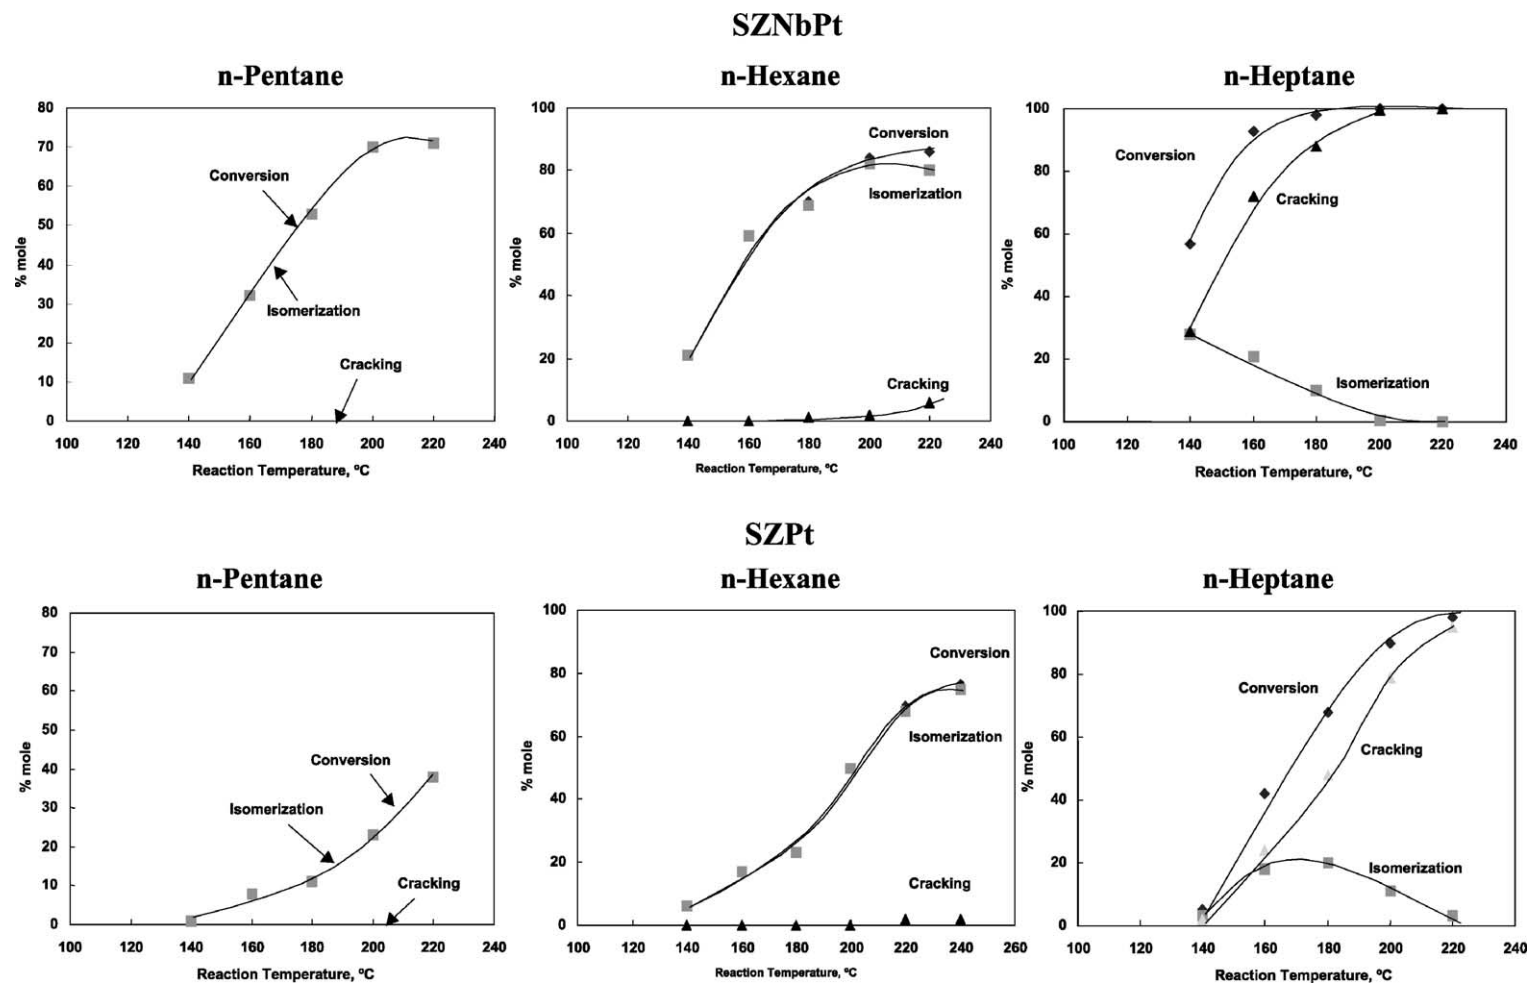 SZNbPt
n-Pentane
n-Hexane
n-Heptane
80
70
60
50
40
30
20
10
0
% mole
Conversion
Isomerization
Cracking
100 120 140 160 180 200 220 240
Reaction Temperature, ºC
100
80
60
40
20
0
% mole
Conversion
Isomerization
Cracking
100 120 140 160 180 200 220 240
Reaction Temperature, ºC
100
80
60
40
20
0
% mole
Conversion
Cracking
Isomerization
100 120 140 160 180 200 220 240
Reaction Temperature, ºC
SZPt
n-Pentane
n-Hexane
n-Heptane
80
70
60
50
40
30
20
10
0
% mole
Conversion
Isomerization
Cracking
100 120 140 160 180 200 220 240
Reaction Temperature, ºC
100
80
60
40
20
0
% mole
Conversion
Isomerization
Cracking
100 120 140 160 180 200 220 240 260
Reaction Temperature, ºC
100
80
60
40
20
0
% mole
Conversion
Cracking
Isomerization
100 120 140 160 180 200 220 240
Reaction Temperature, ºC